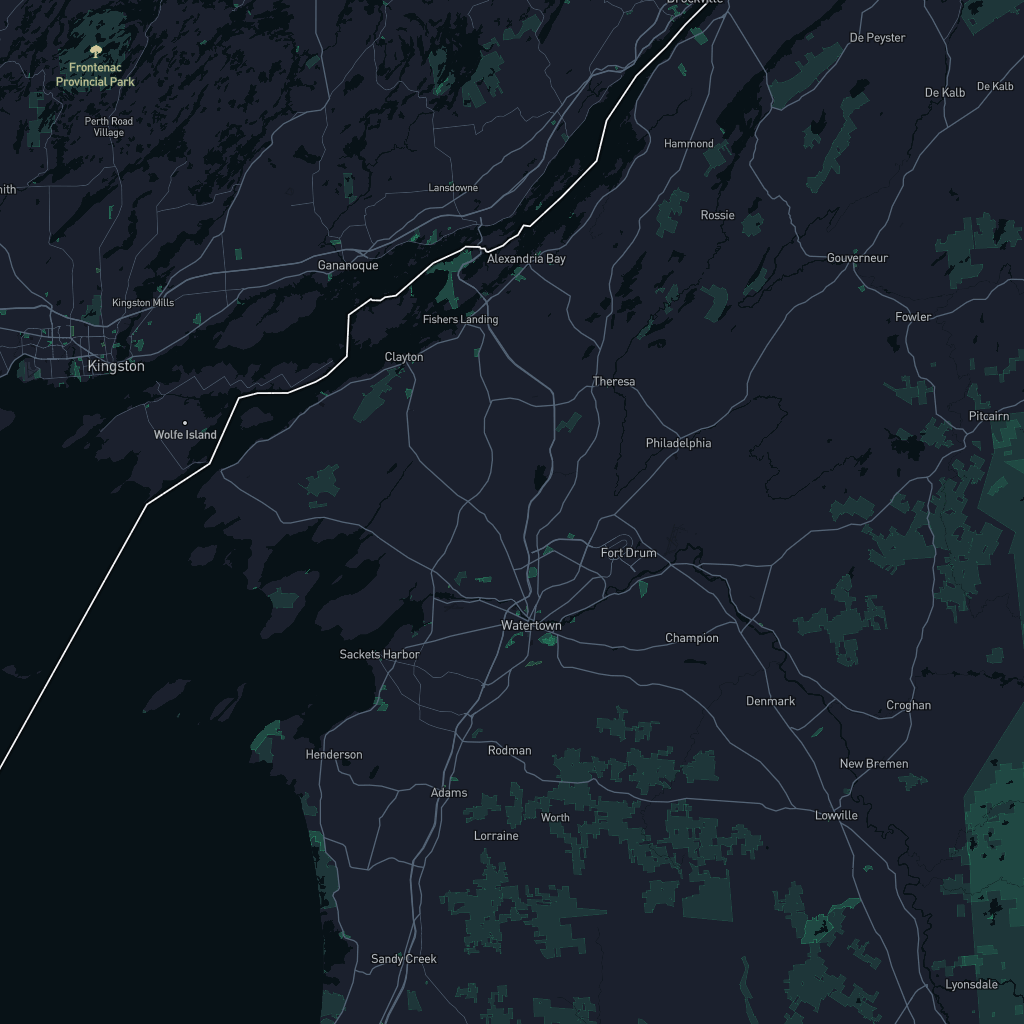 Brockville
De Peyster
Frontenac
Provincial Park
De Kalb
De Kalb
Perth Road
Village
Hammond
Lansdowne
Rossie
Alexandria Bay
Gananoque
Gouverneur
Kingston Mills
Fishers Landing
Fowler
Clayton
Kingston
Theresa
Pitcairn
Wolfe Island
Philadelphia
Fort Drum
Watertown
Champion
Sackets Harbor
Denmark
Croghan
Henderson
Rodman
New Bremen
Adams
Worth
Lowville
Lorraine
Sandy Creek
Lyonsdale